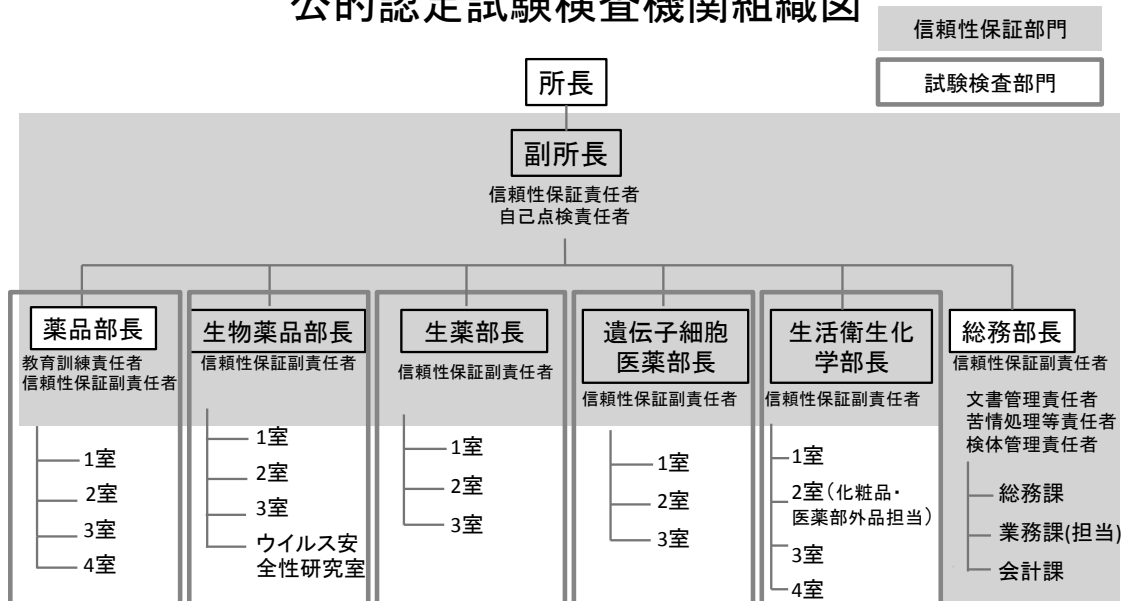 公的認定試験検査機関組織図
信頼性保証部門
試験検査部門
所長
副所長
信頼性保証責任者
自己点検責任者
薬品部長
教育訓練責任者
信頼性保証副責任者
1室
2室
3室
4室
生物薬品部長
信頼性保証副責任者
1室
2室
3室
ウイルス安
全性研究室
生薬部長
信頼性保証副責任者
1室
2室
3室
遺伝子細胞
医薬部長
信頼性保証副責任者
1室
2室
3室
生活衛生化
学部長
信頼性保証副責任者
1室
2室(化粧品・
医薬部外品担当)
3室
4室
総務部長
信頼性保証副責任者
文書管理責任者
苦情処理等責任者
検体管理責任者
総務課
業務課(担当)
会計課